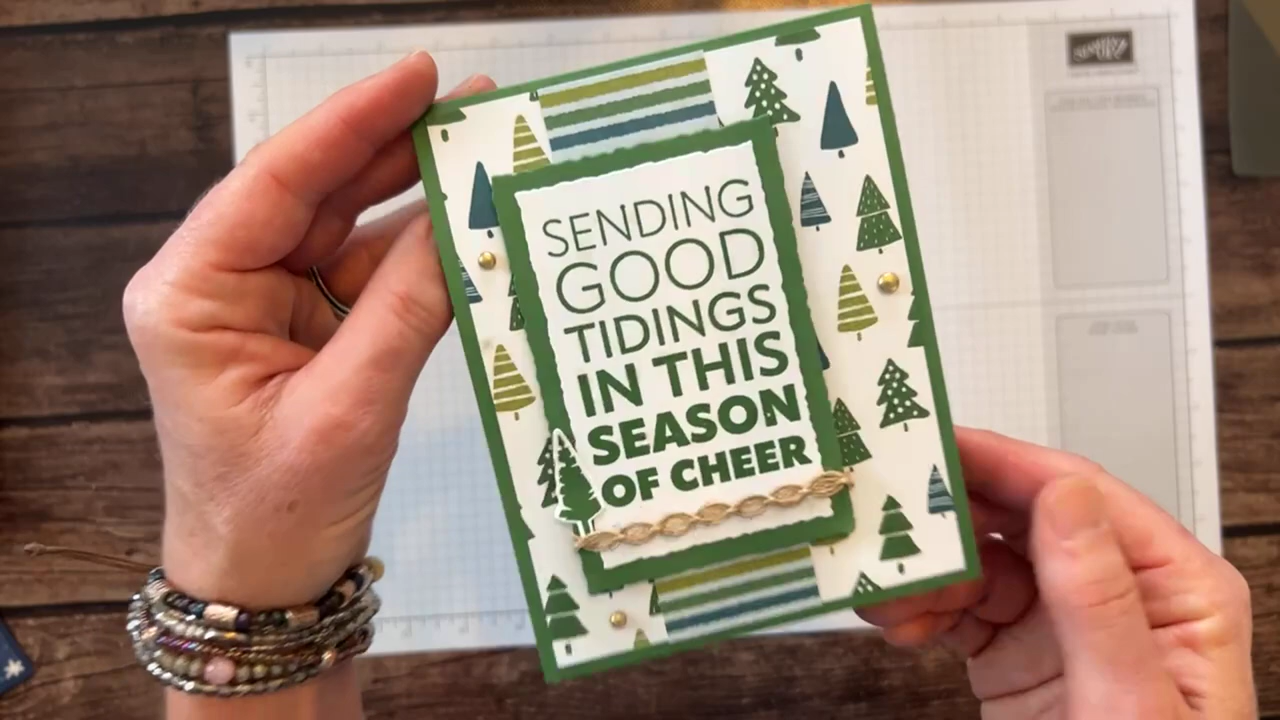 SENDING
GOOD
TIDINGS
IN THIS
SEASON
OF CHEER